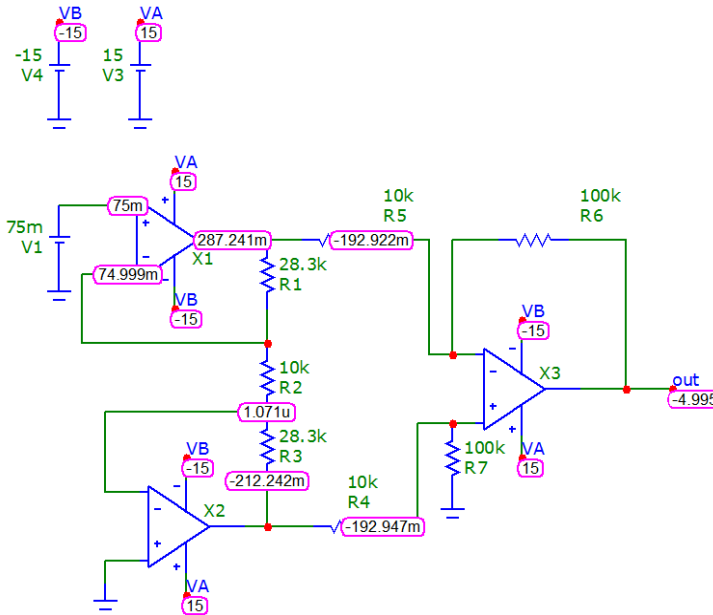 VB
-15
-15
V4
VA
15
15
V3
VA
15
75m
75m
V1
287.241m
X1
74.999m
VB
-15
28.3k
R1
10k
R5
-192.922m
100k
R6
10k
R2
1.071u
28.3k
R3
-212.242m
VB
-15
X2
VA
15
10k
R4
-192.947m
100k
R7
VB
-15
X3
VA
15
out
-4.995